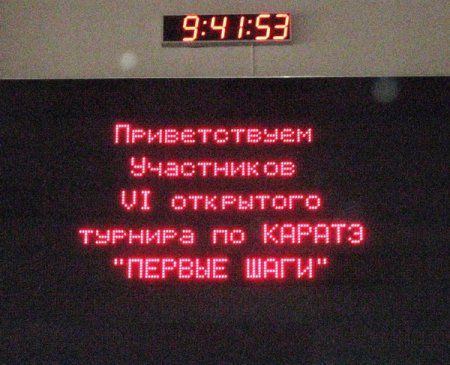 9:41:53
Приветствуем
Участников
VI открытого
турнира по КАРАТЭ
"ПЕРВЫЕ ШАГИ"